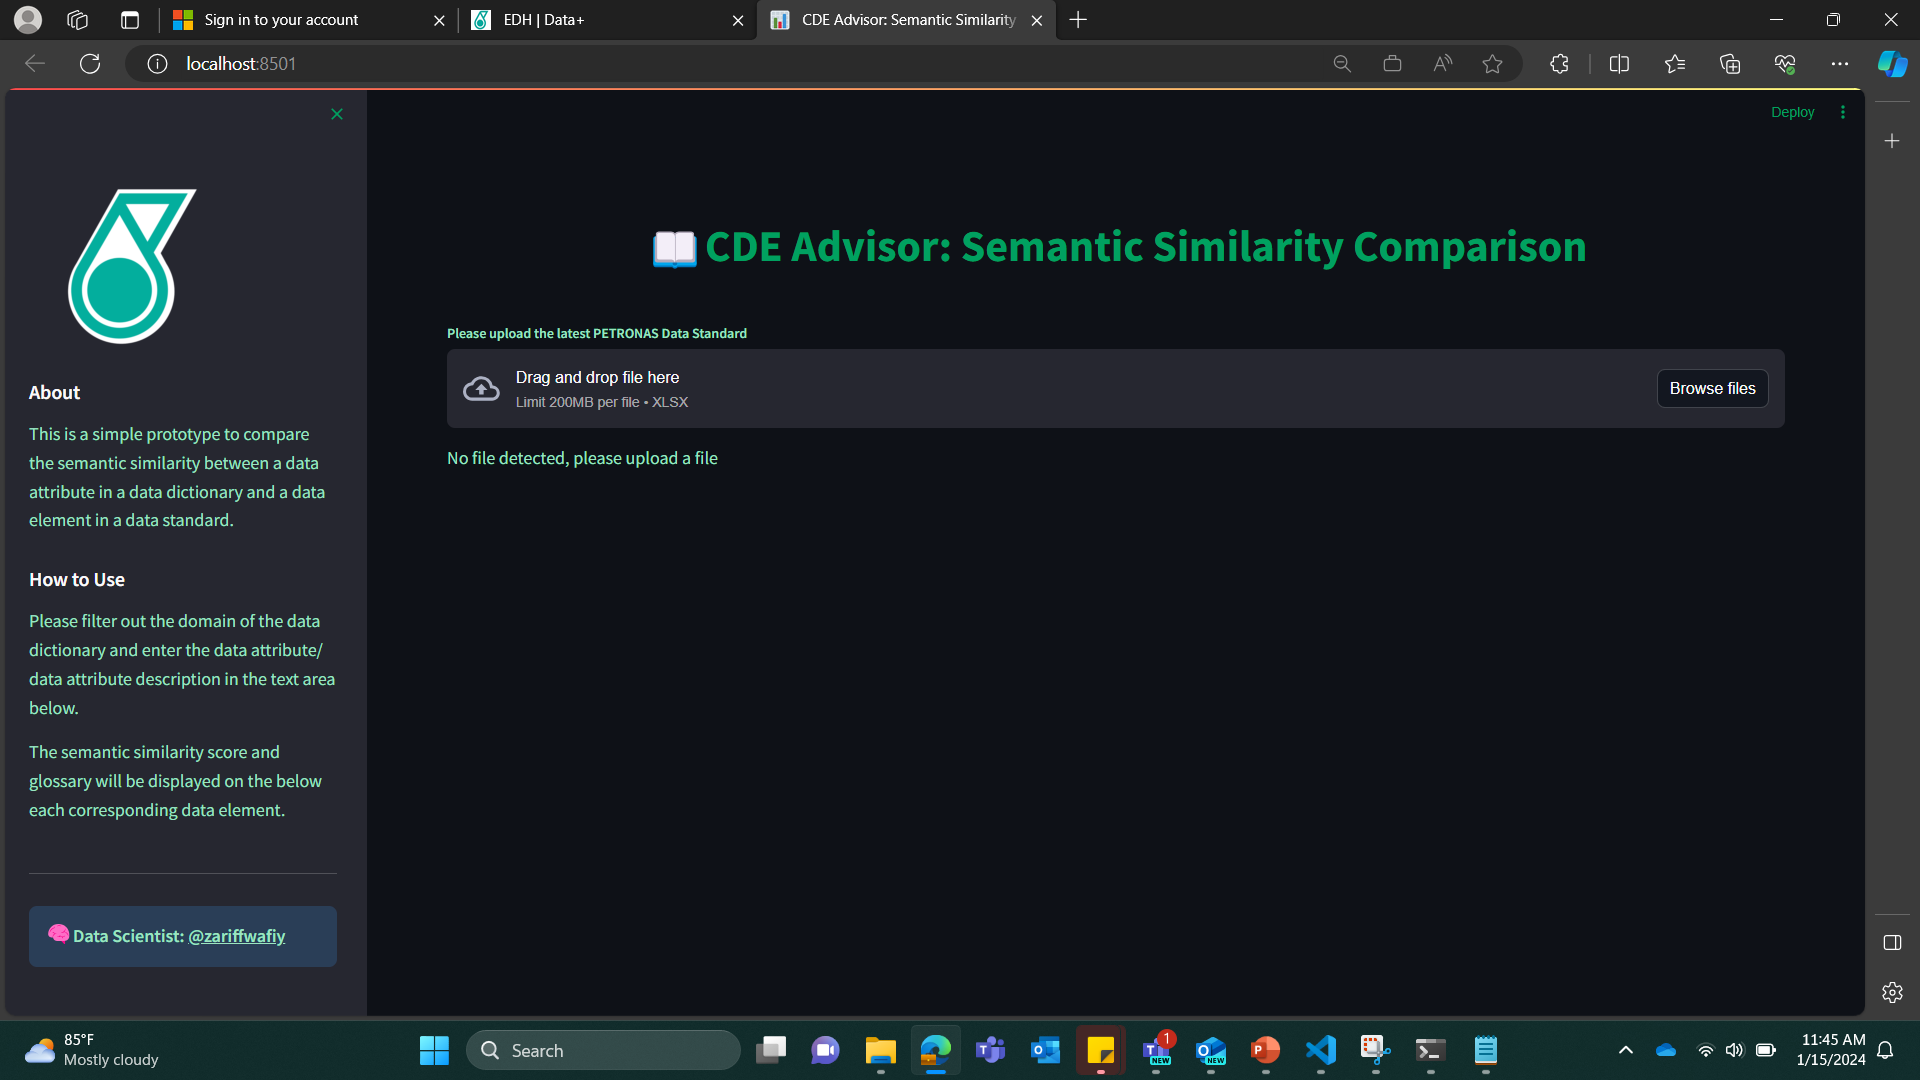 Sign in to your account
EDH | Data+
CDE Advisor: Semantic Similarity
localhost:8501
Deploy
About
This is a simple prototype to compare
the semantic similarity between a data
attribute in a data dictionary and a data
element in a data standard.
How to Use
Please filter out the domain of the data
dictionary and enter the data attribute/
data attribute description in the text area
below.
The semantic similarity score and
glossary will be displayed on the below
each corresponding data element.
Data Scientist: @zariffwafiy
CDE Advisor: Semantic Similarity Comparison
Please upload the latest PETRONAS Data Standard
Drag and drop file here
Limit 200MB per file • XLSX
Browse files
No file detected, please upload a file
85°F
Mostly cloudy
Search
1
NEW
NEW
11:45 AM
1/15/2024